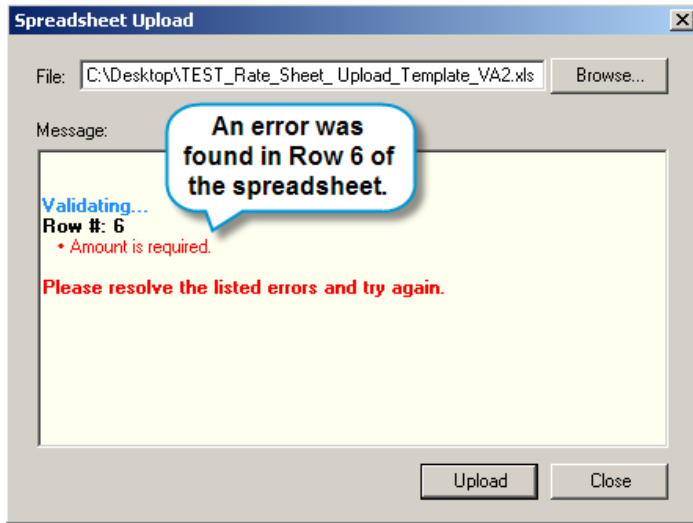 Spreadsheet Upload
File: C:\Desktop\TEST_Rate_Sheet_ Upload_Template_VA2.xls Browse...
Message:
An error was
found in Row 6 of
the spreadsheet.
Validating...
Row #: 6
• Amount is required.
Please resolve the listed errors and try again.
Upload Close